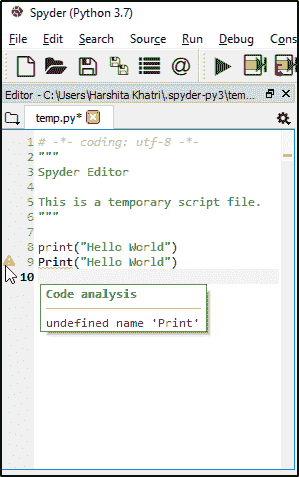 Spyder (Python 3.7)
File Edit Search Source Run Debug Cons
Editor - C:\Users\Harshita Khatri\.spyder-py3\tem...
temp.py*
1 # -*- coding: utf-8 -*-
2 """
3 Spyder Editor
4
5 This is a temporary script file.
6 """
7
8 print("Hello World")
9 Print("Hello World")
10
Code analysis
undefined name 'Print'